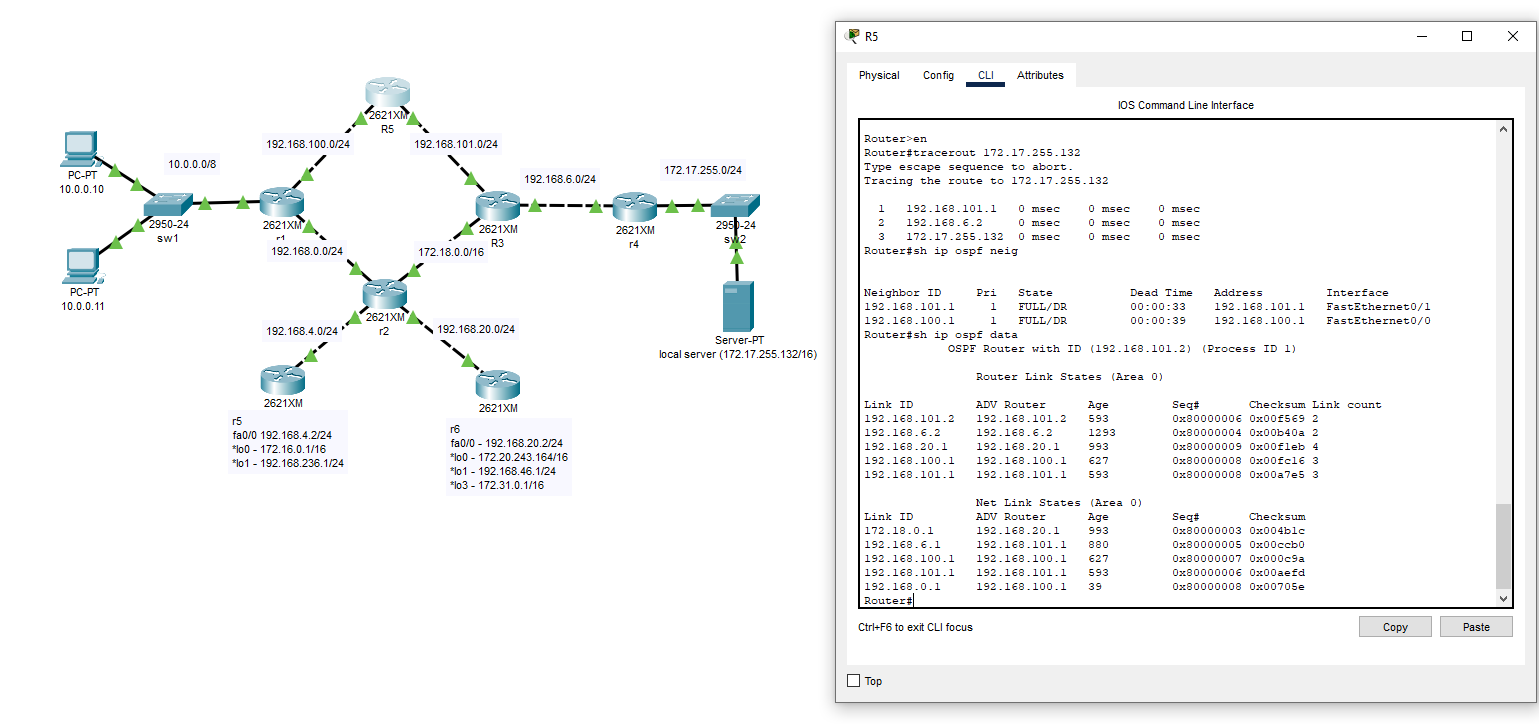 2621XM
R5
192.168.100.0/24
192.168.101.0/24
10.0.0.0/8
172.17.255.0/24
PC-PT
10.0.0.10
192.168.6.0/24
2950-24
sw1
2621XM
r1
2621XM
R3
2621XM
r4
2950-24
sw2
192.168.0.0/24
172.18.0.0/16
PC-PT
10.0.0.11
2621XM
r2
192.168.4.0/24
192.168.20.0/24
Server-PT
local server (172.17.255.132/16)
2621XM
2621XM
r5
fa0/0 192.168.4.2/24
*lo0 - 172.16.0.1/16
*lo1 - 192.168.236.1/24
r6
fa0/0 - 192.168.20.2/24
*lo0 - 172.20.243.164/16
*lo1 - 192.168.46.1/24
*lo3 - 172.31.0.1/16
R5
Physical Config CLI Attributes
IOS Command Line Interface
Router>en
Router#tracerout 172.17.255.132
Type escape sequence to abort.
Tracing the route to 172.17.255.132
1 192.168.101.1 0 msec 0 msec 0 msec
2 192.168.6.2 0 msec 0 msec 0 msec
3 172.17.255.132 0 msec 0 msec 0 msec
Router#sh ip ospf neig
Neighbor ID Pri State Dead Time Address Interface
192.168.101.1 1 FULL/DR 00:00:33 192.168.101.1 FastEthernet0/1
192.168.100.1 1 FULL/DR 00:00:39 192.168.100.1 FastEthernet0/0
Router#sh ip ospf data
OSPF Router with ID (192.168.101.2) (Process ID 1)
Router Link States (Area 0)
Link ID ADV Router Age Seq# Checksum Link count
192.168.101.2 192.168.101.2 593 0x80000006 0x00f569 2
192.168.6.2 192.168.6.2 1293 0x80000004 0x00b40a 2
192.168.20.1 192.168.20.1 993 0x80000009 0x00f1eb 4
192.168.100.1 192.168.100.1 627 0x80000008 0x00fc16 3
192.168.101.1 192.168.101.1 593 0x80000008 0x00a7e5 3
Net Link States (Area 0)
Link ID ADV Router Age Seq# Checksum
172.18.0.1 192.168.20.1 993 0x80000003 0x004b1c
192.168.6.1 192.168.101.1 880 0x80000005 0x00ccb0
192.168.100.1 192.168.100.1 627 0x80000007 0x000c9a
192.168.101.1 192.168.101.1 593 0x80000006 0x00aefd
192.168.0.1 192.168.100.1 39 0x80000008 0x00705e
Router#
Ctrl+F6 to exit CLI focus
Copy Paste
Top